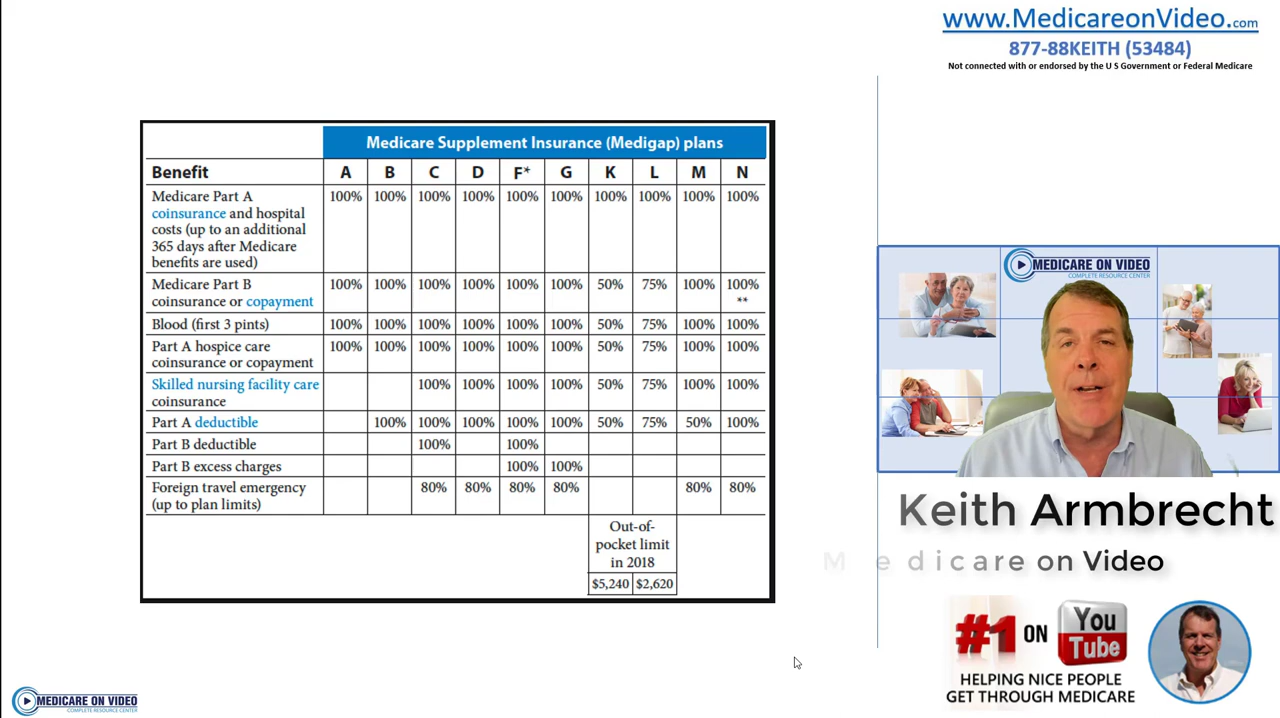 www.MedicareonVideo.com
877-88KEITH (53484)
Not connected with or endorsed by the U S Government or Federal Medicare
Medicare Supplement Insurance (Medigap) plans
Benefit A B C D F* G K L M N
Medicare Part A 100% 100% 100% 100% 100% 100% 100% 100% 100% 100%
coinsurance and hospital
costs (up to an additional
365 days after Medicare
benefits are used)
Medicare Part B 100% 100% 100% 100% 100% 100% 50% 75% 100% 100%
coinsurance or copayment **
Blood (first 3 pints) 100% 100% 100% 100% 100% 100% 50% 75% 100% 100%
Part A hospice care 100% 100% 100% 100% 100% 100% 50% 75% 100% 100%
coinsurance or copayment
Skilled nursing facility care 100% 100% 100% 100% 50% 75% 100% 100%
coinsurance
Part A deductible 100% 100% 100% 100% 100% 50% 75% 50% 100%
Part B deductible 100% 100%
Part B excess charges 100% 100%
Foreign travel emergency 80% 80% 80% 80% 80% 80%
(up to plan limits)
Out-of-
pocket limit
in 2018
$5,240 $2,620
MEDICARE ON VIDEO
COMPLETE RESOURCE CENTER
Keith Armbrecht
Medicare on Video
#1 ON You Tube
HELPING NICE PEOPLE
GET THROUGH MEDICARE
MEDICARE ON VIDEO
COMPLETE RESOURCE CENTER